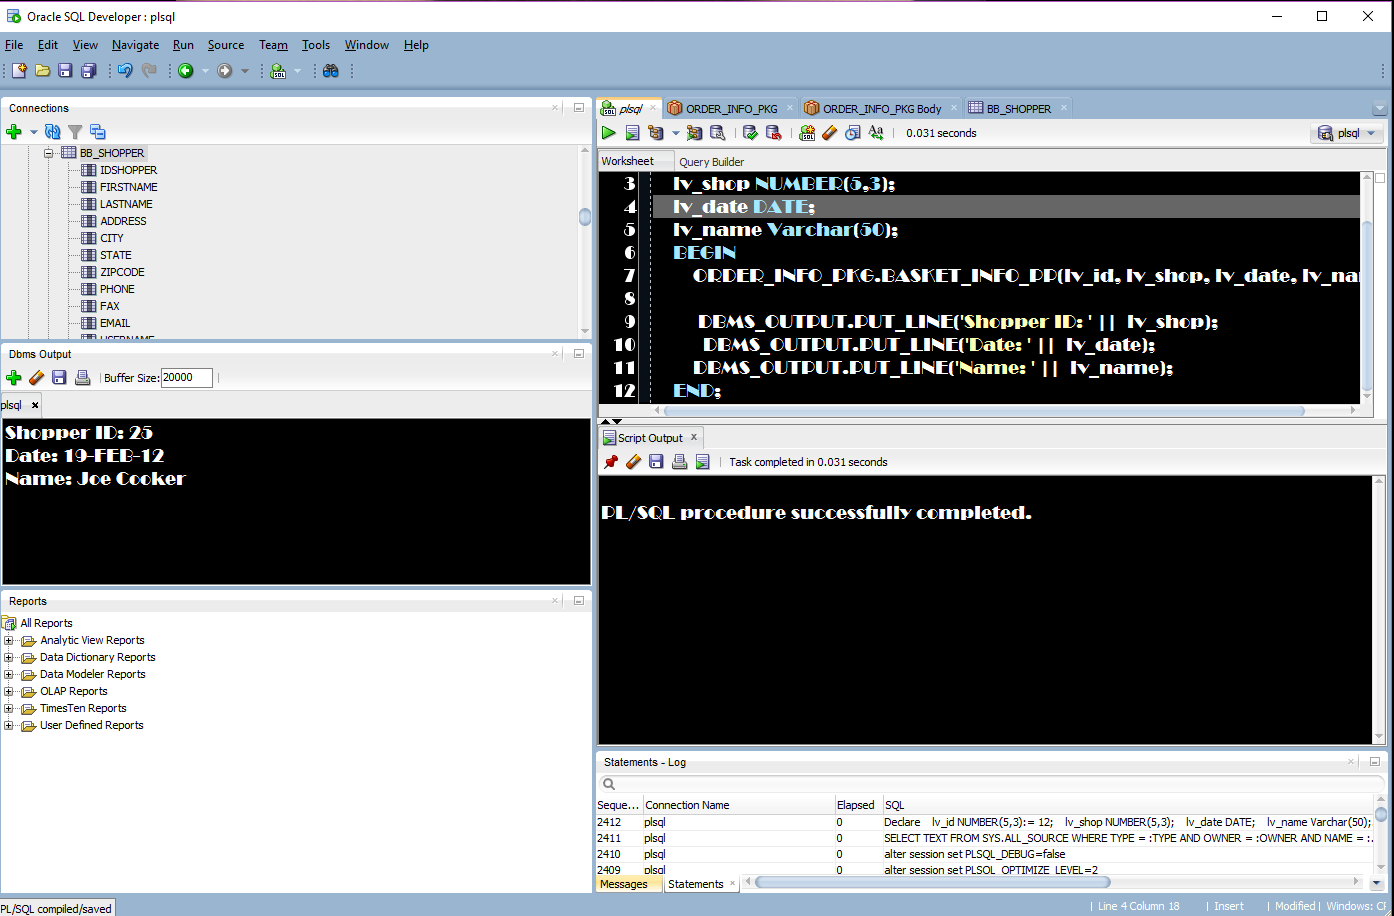 Oracle SQL Developer : plsql
File Edit View Navigate Run Source Team Tools Window Help
Connections
BB_SHOPPER
IDSHOPPER
FIRSTNAME
LASTNAME
ADDRESS
CITY
STATE
ZIPCODE
PHONE
FAX
EMAIL
USERNAME
Dbms Output
Buffer Size: 20000
plsql
Shopper ID: 25
Date: 19-FEB-12
Name: Joe Cooker
Reports
All Reports
Analytic View Reports
Data Dictionary Reports
Data Modeler Reports
OLAP Reports
TimesTen Reports
User Defined Reports
PL/SQL compiled/saved
plsql ORDER_INFO_PKG ORDER_INFO_PKG Body BB_SHOPPER
SQL Aa 0.031 seconds plsql
Worksheet Query Builder
3 lv_shop NUMBER(5,3);
4 lv_date DATE;
5 lv_name Varchar(50);
6 BEGIN
7 ORDER_INFO_PKG.BASKET_INFO_PP(lv_id, lv_shop, lv_date, lv_na
8
9 DBMS_OUTPUT.PUT_LINE('Shopper ID: ' || lv_shop);
10 DBMS_OUTPUT.PUT_LINE('Date: ' || lv_date);
11 DBMS_OUTPUT.PUT_LINE('Name: ' || lv_name);
12 END;
Script Output
Task completed in 0.031 seconds
PL/SQL procedure successfully completed.
Statements - Log
Seque... Connection Name Elapsed SQL
2412 plsql 0 Declare lv_id NUMBER(5,3):= 12; lv_shop NUMBER(5,3); lv_date DATE; lv_name Varchar(50);
2411 plsql 0 SELECT TEXT FROM SYS.ALL_SOURCE WHERE TYPE = :TYPE AND OWNER = :OWNER AND NAME = :.
2410 plsql 0 alter session set PLSQL_DEBUG=false
2409 plsql 0 alter session set PLSQL_OPTIMIZE_LEVEL=2
Messages Statements
Line 4 Column 18 | Insert | Modified | Windows: CF